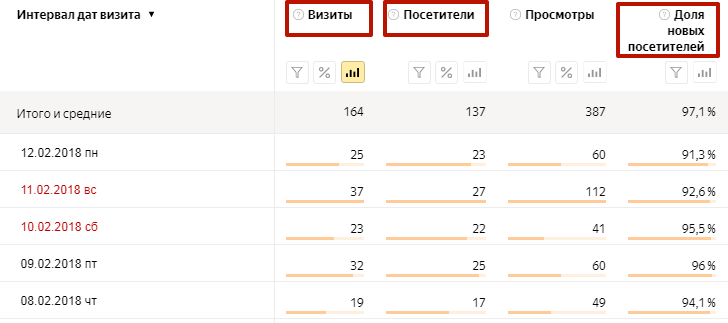 Интервал дат визита ▼ Визиты Посетители Просмотры Доля
новых
посетителей
%  %  %
Итого и средние 164 137 387 97,1 %
12.02.2018 пн 25 23 60 91,3 %
11.02.2018 вс 37 27 112 92,6 %
10.02.2018 сб 23 22 41 95,5 %
09.02.2018 пт 32 25 60 96 %
08.02.2018 чт 19 17 49 94,1 %